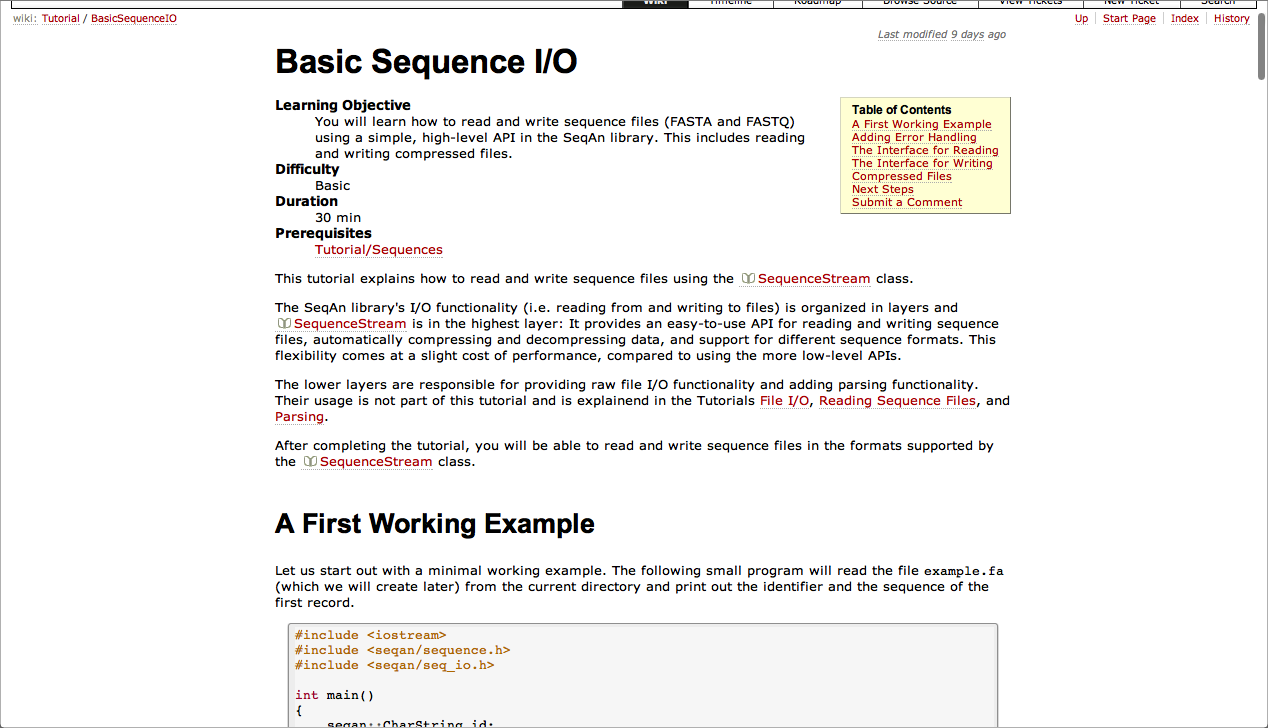 Wiki Timeline Roadmap Browse Source View Tickets New Ticket Search
wiki: Tutorial / BasicSequenceIO
Up Start Page Index History
Last modified 9 days ago
Basic Sequence I/O
Learning Objective
You will learn how to read and write sequence files (FASTA and FASTQ)
using a simple, high-level API in the SeqAn library. This includes reading
and writing compressed files.
Difficulty
Basic
Duration
30 min
Prerequisites
Tutorial/Sequences
Table of Contents
A First Working Example
Adding Error Handling
The Interface for Reading
The Interface for Writing
Compressed Files
Next Steps
Submit a Comment
This tutorial explains how to read and write sequence files using the SequenceStream class.
The SeqAn library's I/O functionality (i.e. reading from and writing to files) is organized in layers and
SequenceStream is in the highest layer: It provides an easy-to-use API for reading and writing sequence
files, automatically compressing and decompressing data, and support for different sequence formats. This
flexibility comes at a slight cost of performance, compared to using the more low-level APIs.
The lower layers are responsible for providing raw file I/O functionality and adding parsing functionality.
Their usage is not part of this tutorial and is explainend in the Tutorials File I/O, Reading Sequence Files, and
Parsing.
After completing the tutorial, you will be able to read and write sequence files in the formats supported by
the SequenceStream class.
A First Working Example
Let us start out with a minimal working example. The following small program will read the file example.fa
(which we will create later) from the current directory and print out the identifier and the sequence of the
first record.
#include <iostream>
#include <seqan/sequence.h>
#include <seqan/seq_io.h>
int main()
{
seqan::CharString id;